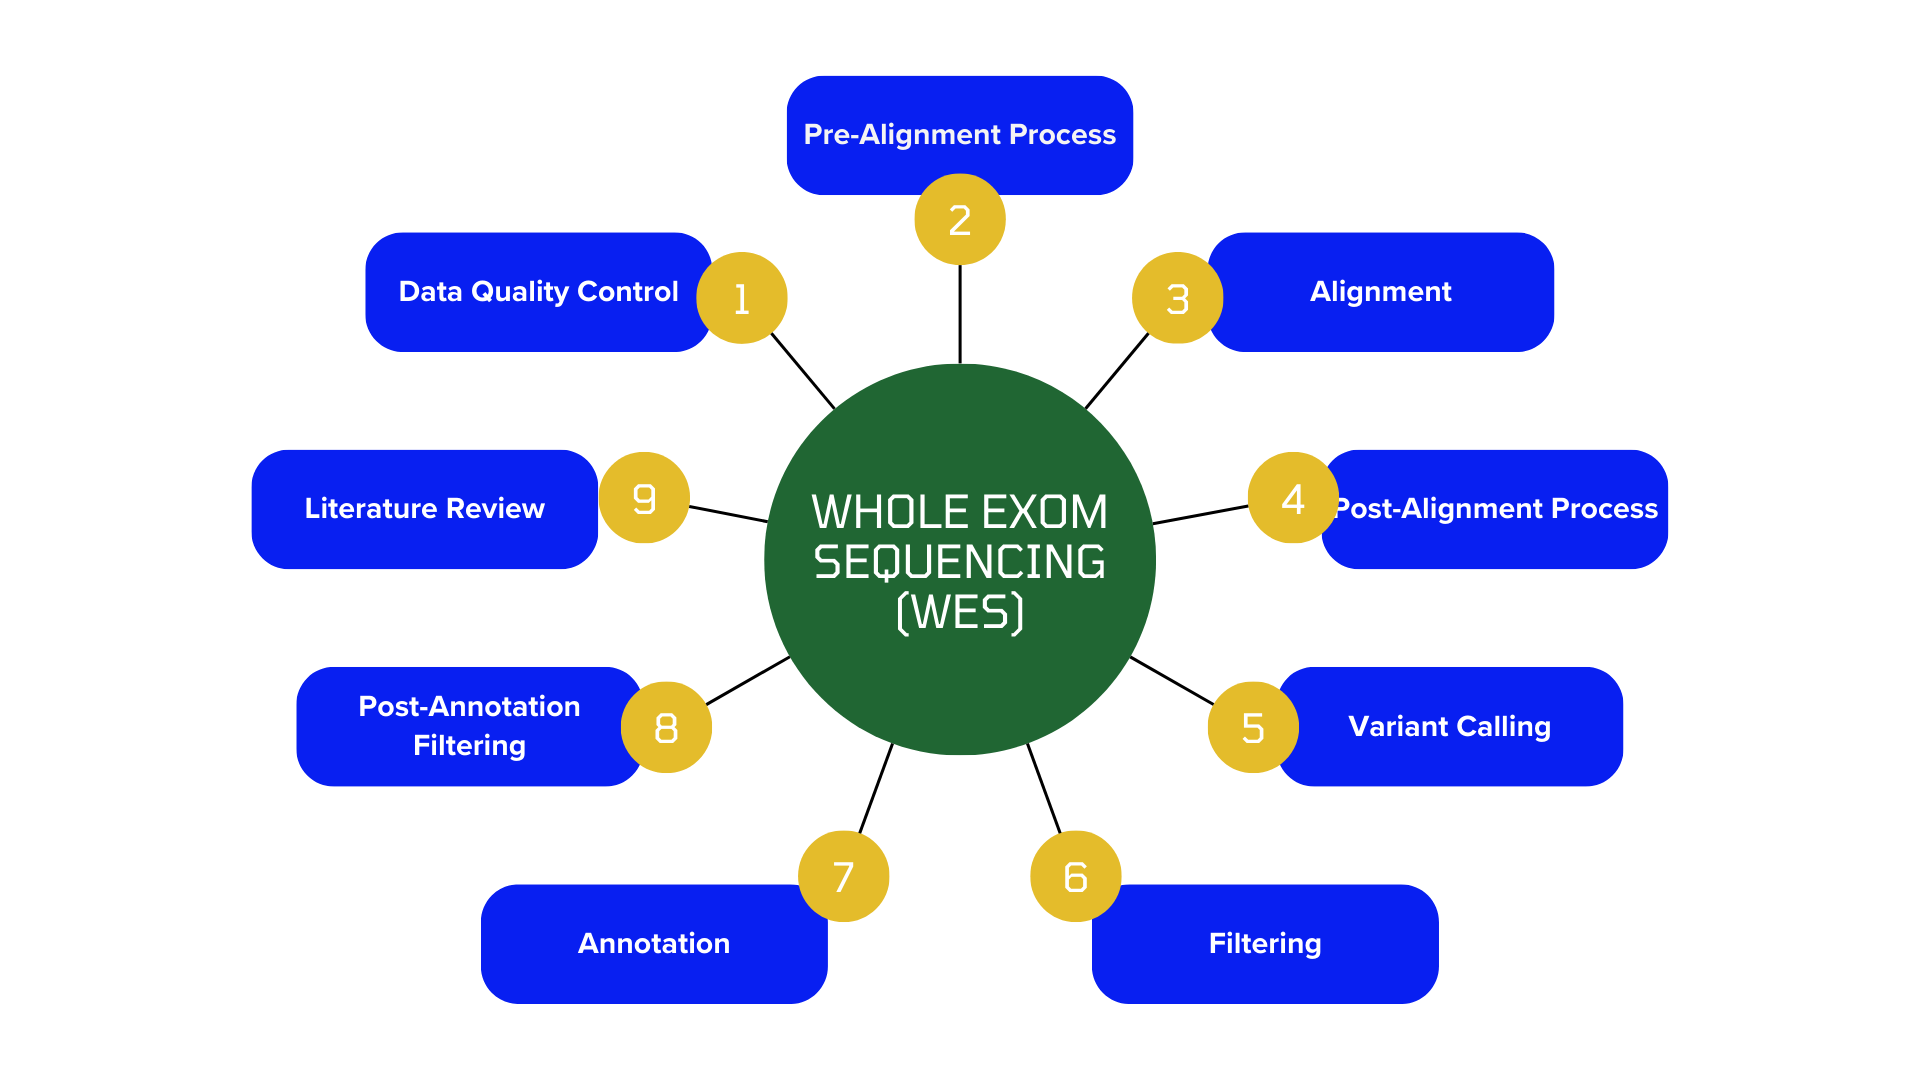 Pre-Alignment Process
2
Data Quality Control
1
3
Alignment
Literature Review
9
WHOLE EXOM
SEQUENCING
(WES)
4
Post-Alignment Process
Post-Annotation
Filtering
8
5
Variant Calling
7
Annotation
6
Filtering